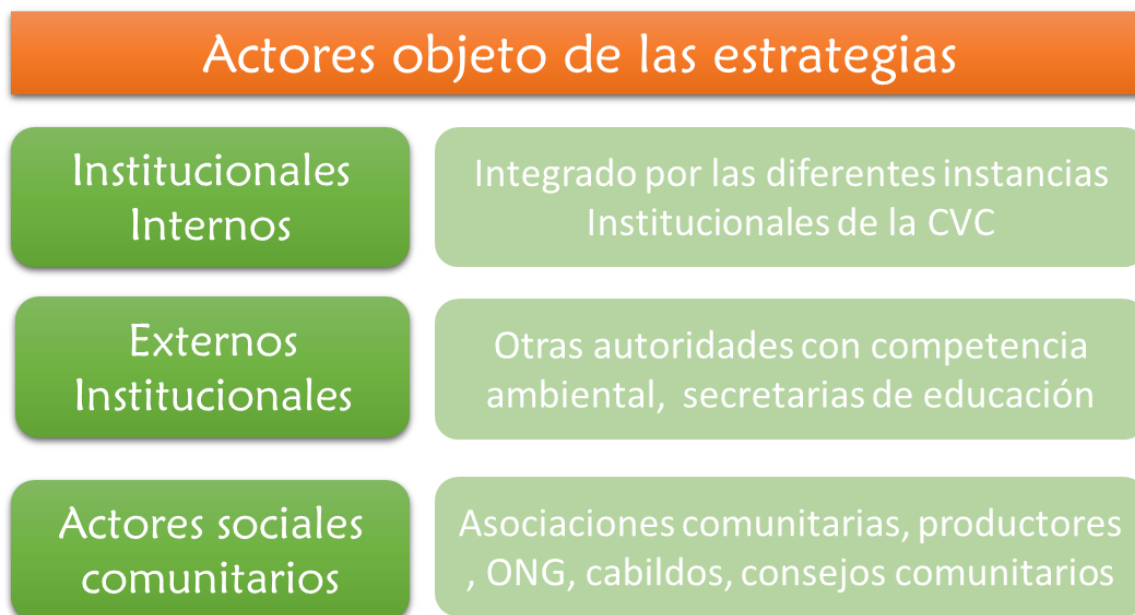 Actores objeto de las estrategias
Institucionales
Internos
Integrado por las diferentes instancias
Institucionales de la CVC
Externos
Institucionales
Otras autoridades con competencia
ambiental,  secretarias de educación
Actores sociales
comunitarios
Asociaciones comunitarias, productores
, ONG, cabildos, consejos comunitarios